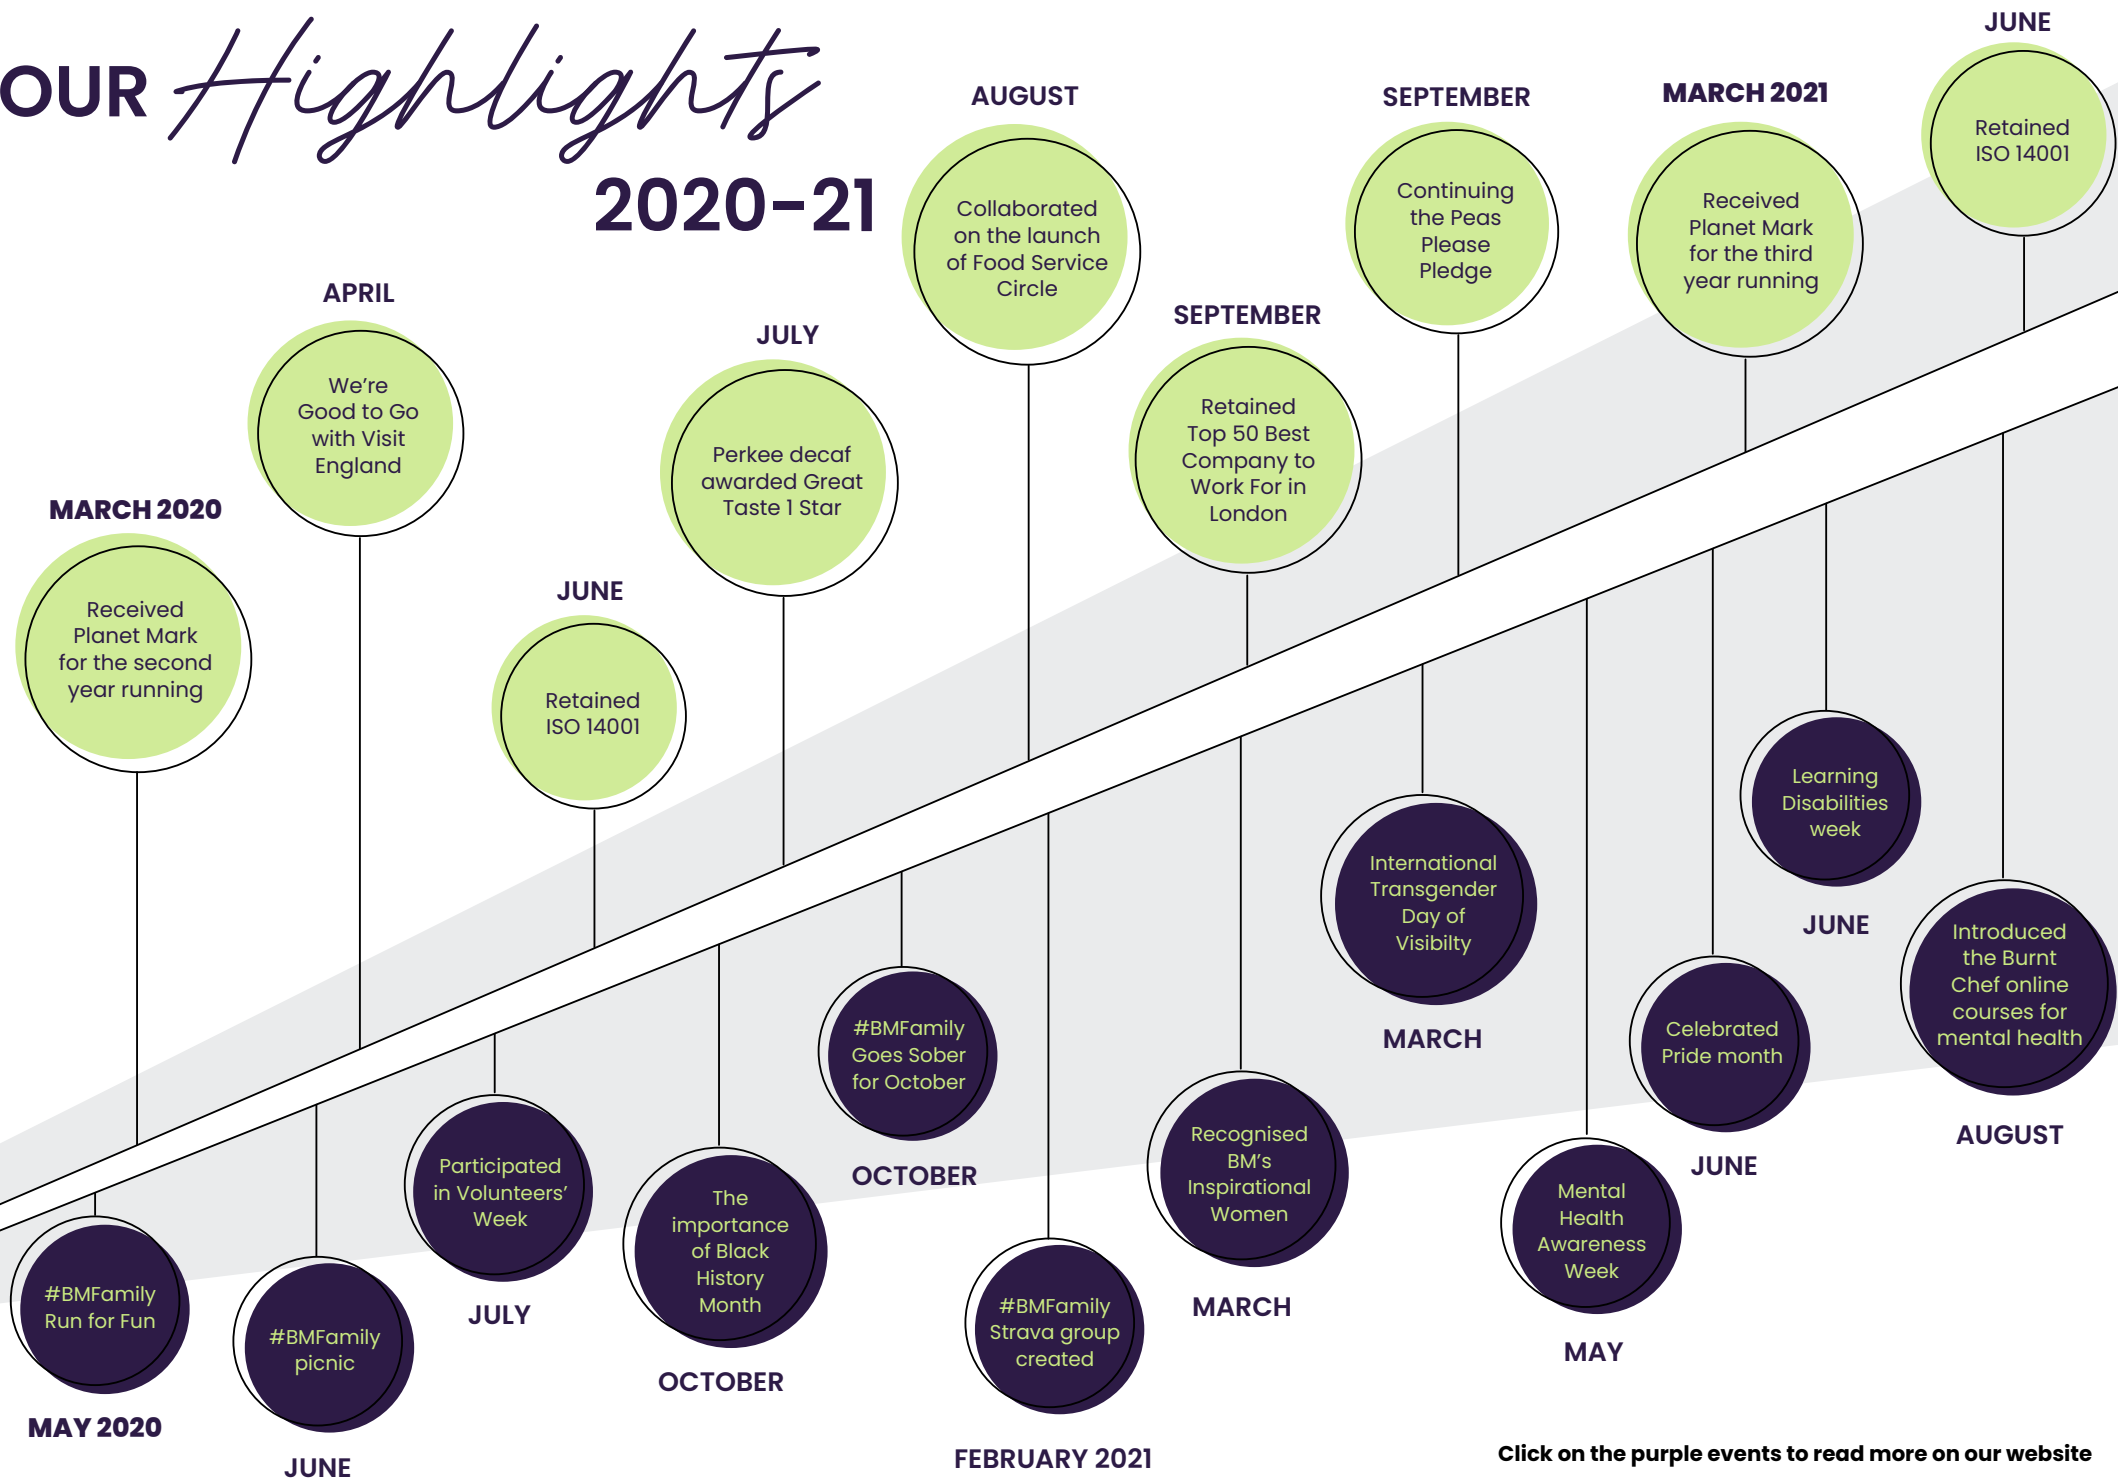 OUR Highlights
2020-21
MARCH 2020
Received
Planet Mark
for the second
year running
APRIL
We're
Good to Go
with Visit
England
JUNE
Retained
ISO 14001
JULY
Perkee decaf
awarded Great
Taste 1 Star
AUGUST
Collaborated
on the launch
of Food Service
Circle
SEPTEMBER
Retained
Top 50 Best
Company to
Work For in
London
SEPTEMBER
Continuing
the Peas
Please
Pledge
MARCH 2021
Received
Planet Mark
for the third
year running
JUNE
Retained
ISO 14001
#BMFamily
Run for Fun
MAY 2020
#BMFamily
picnic
JUNE
Participated
in Volunteers'
Week
JULY
The
importance
of Black
History
Month
OCTOBER
#BMFamily
Goes Sober
for October
OCTOBER
#BMFamily
Strava group
created
FEBRUARY 2021
Recognised
BM's
Inspirational
Women
MARCH
International
Transgender
Day of
Visibilty
MARCH
Mental
Health
Awareness
Week
MAY
Celebrated
Pride month
JUNE
Learning
Disabilities
week
JUNE
Introduced
the Burnt
Chef online
courses for
mental health
AUGUST
Click on the purple events to read more on our website